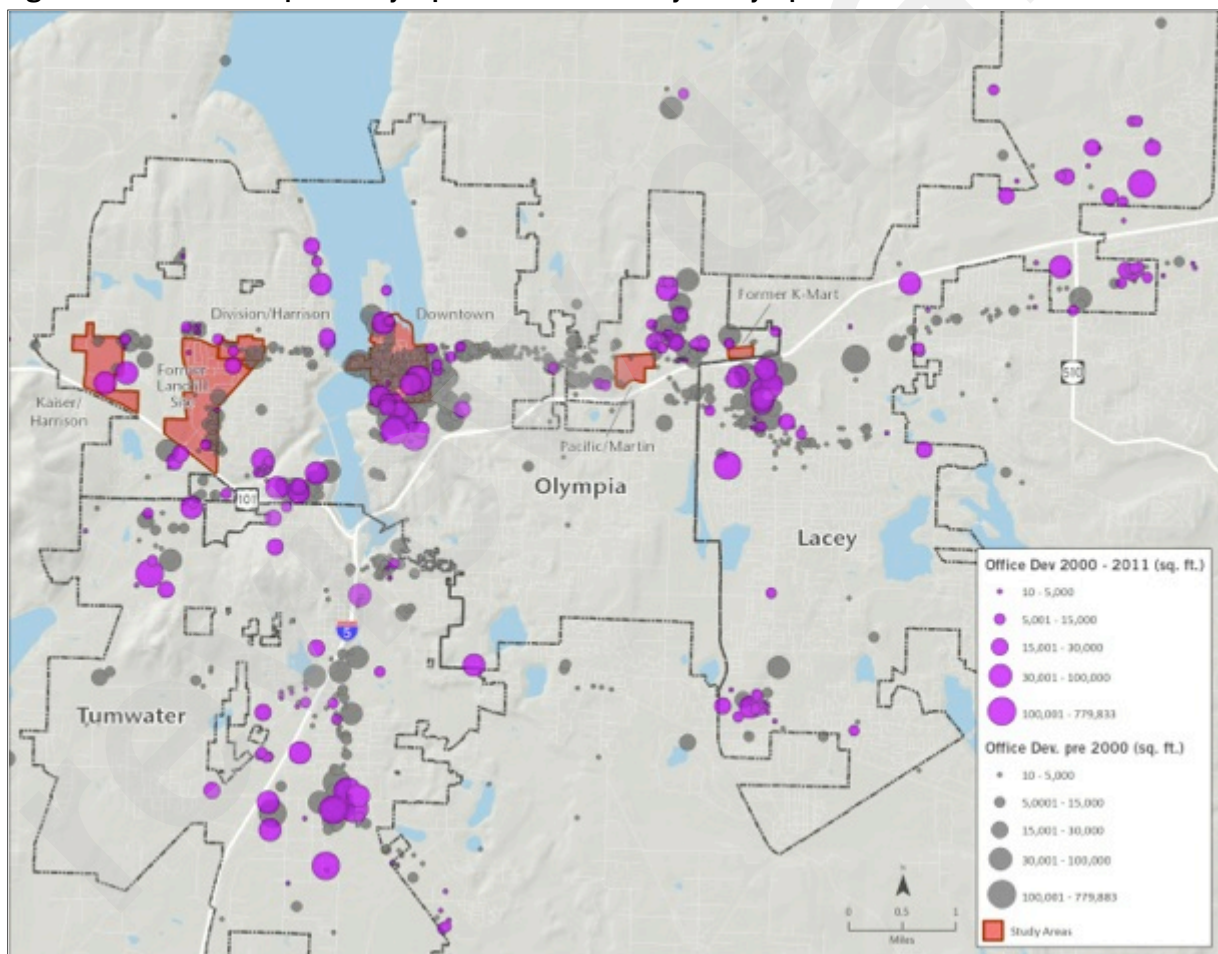 Division/Harrison
Downtown
Former K-Mart
Former
Landfill
Site
Kaiser/
Harrison
Pacific/Martin
510
101
Olympia
Lacey
5
Tumwater
Office Dev 2000 - 2011 (sq. ft.)
10 - 5,000
5,001 - 15,000
15,001 - 30,000
30,001 - 100,000
100,001 - 779,833
Office Dev. pre 2000 (sq. ft.)
10 - 5,000
5,0001 - 15,000
15,001 - 30,000
30,001 - 100,000
100,001 - 779,883
Study Areas
0 0.5 1
Miles